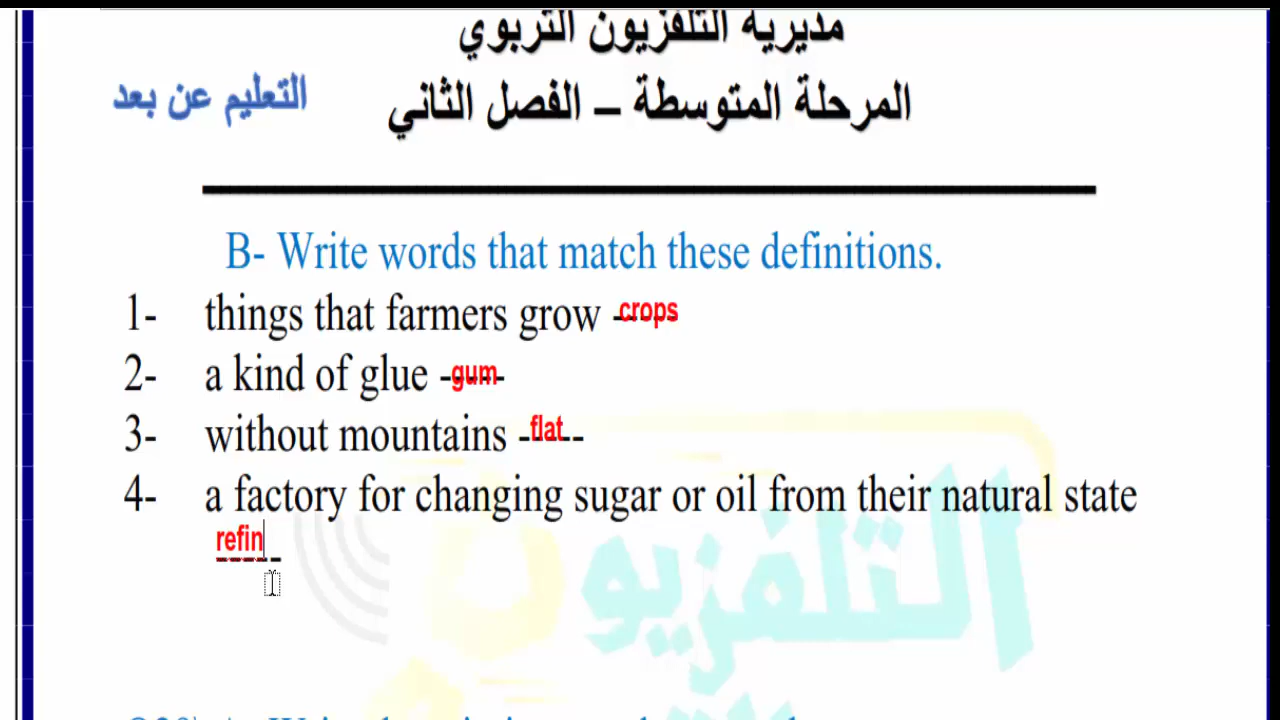 مديرية التلفزيون التربوي
التعليم عن بعد
المرحلة المتوسطة – الفصل الثاني
B- Write words that match these definitions.
1- things that farmers grow -crops
2- a kind of glue -gum-
3- without mountains -flat--
4- a factory for changing sugar or oil from their natural state
refin
التلفزيون